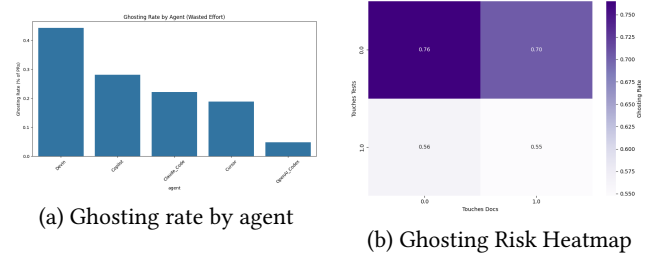 Ghosting Rate by Agent (Wasted Effort)
Ghosting Rate (% of PRs)
0.4
0.3
0.2
0.1
0.0
Devin
Copilot
Claude_Code
Cursor
OpenAI_Codex
agent
(a) Ghosting rate by agent
Touches Tests
0.0
1.0
0.76
0.70
0.56
0.55
0.0
1.0
Touches Docs
0.750
0.725
0.700
0.675
0.650
0.625
0.600
0.575
0.550
Ghosting Rate
(b) Ghosting Risk Heatmap